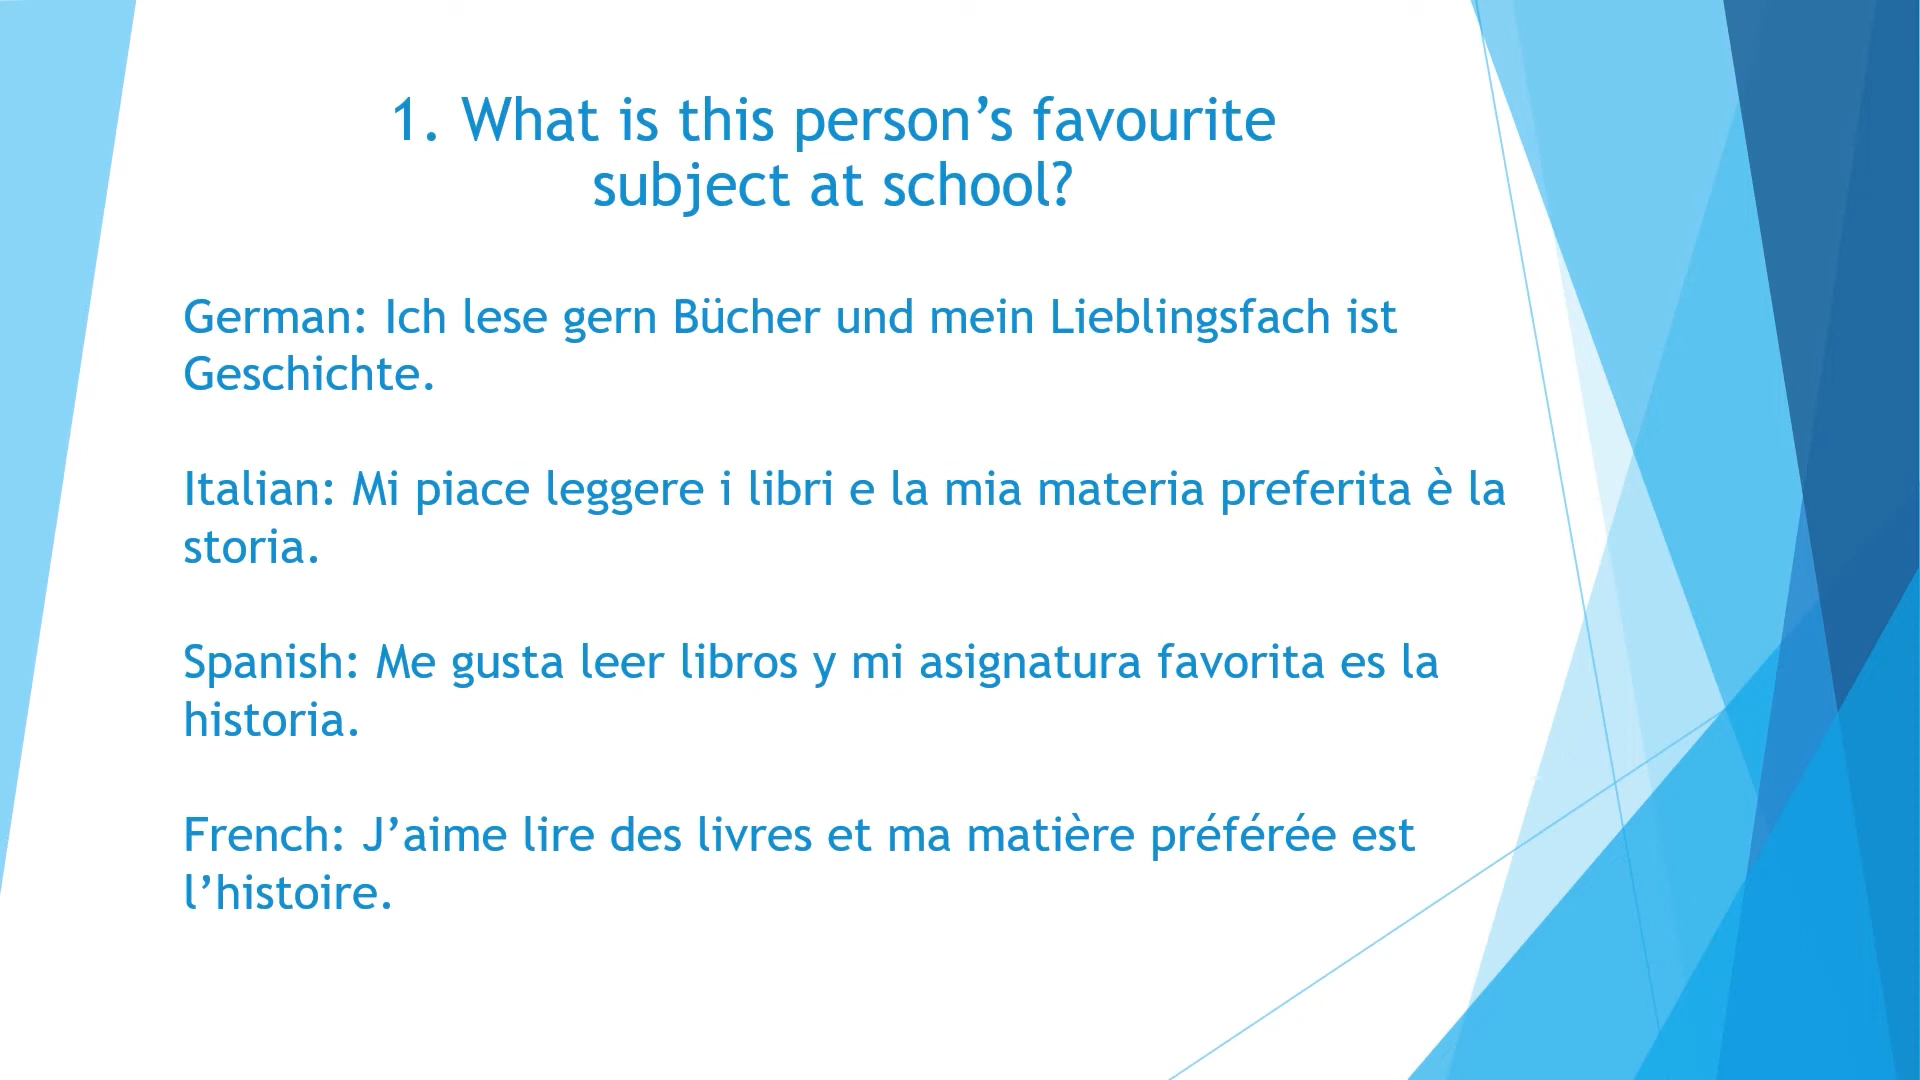 1. What is this person’s favourite
subject at school?
German: Ich lese gern Bücher und mein Lieblingsfach ist
Geschichte.
Italian: Mi piace leggere i libri e la mia materia preferita è la
storia.
Spanish: Me gusta leer libros y mi asignatura favorita es la
historia.
French: J’aime lire des livres et ma matière préférée est
l’histoire.